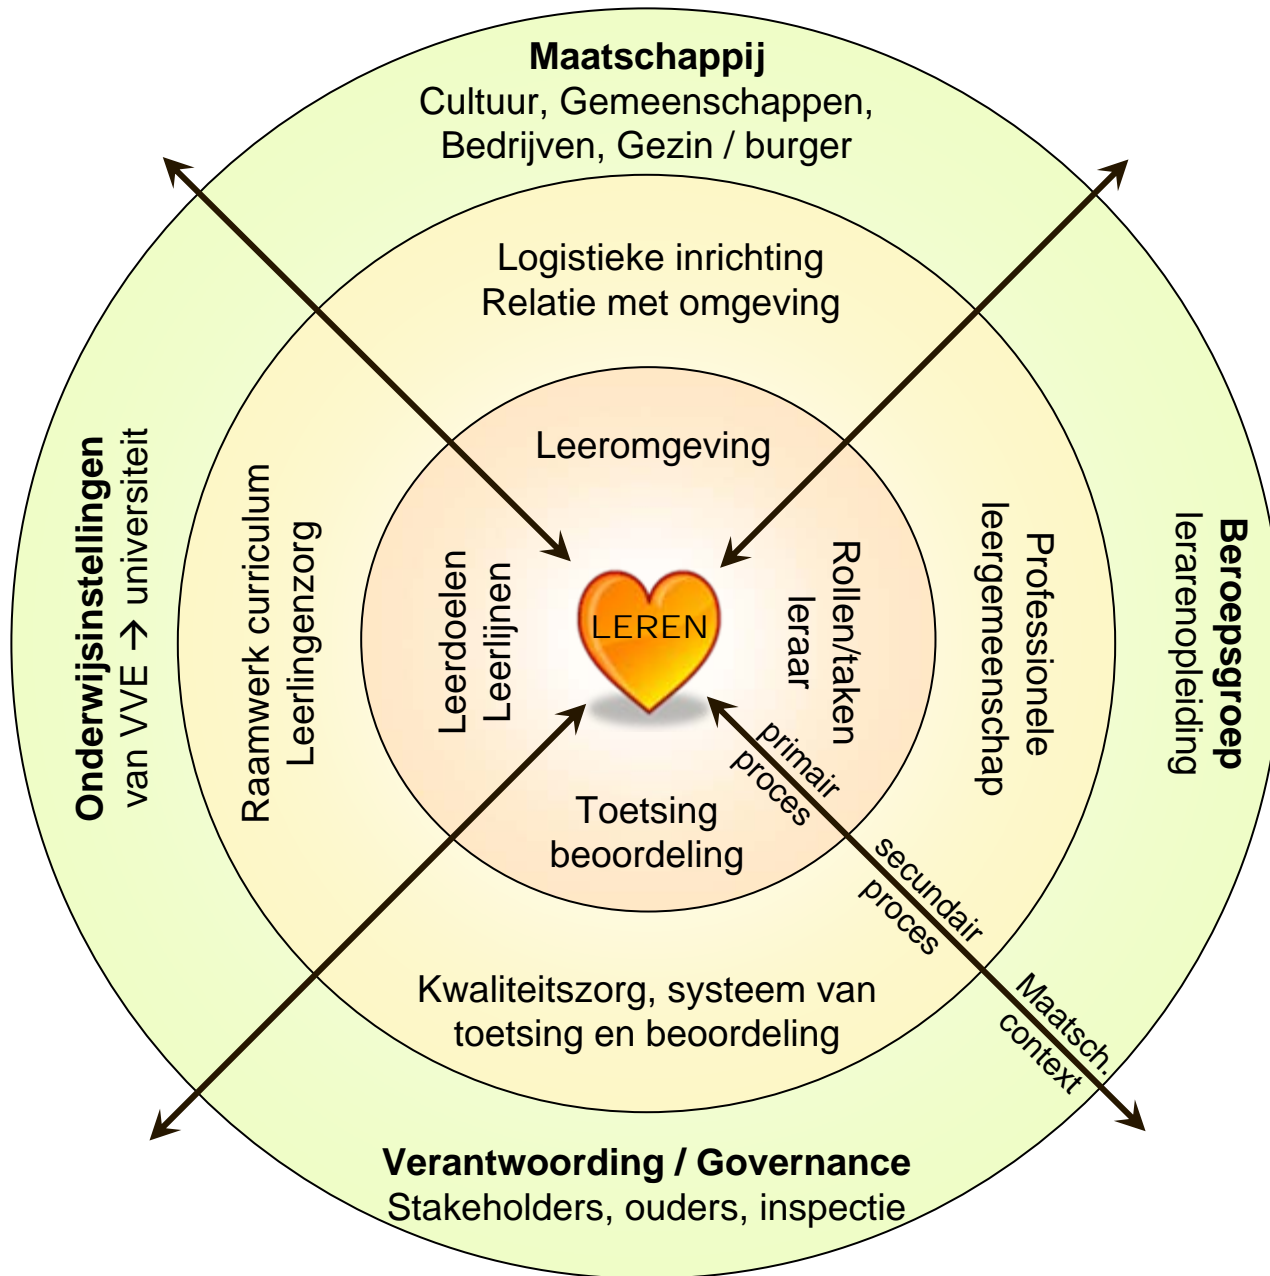 Maatschappij
Cultuur, Gemeenschappen,
Bedrijven, Gezin / burger
Logistieke inrichting
Relatie met omgeving
Leeromgeving
Onderwijsinstellingen
van VVE → universiteit
Raamwerk curriculum
Leerlingenzorg
Leerdoelen
Leerlijnen
LEREN
Rollen/taken
leraar
Professionele
leergemeenschap
Beroepsgroep
lerarenopleiding
primair
proces
secundair
proces
Maatsch.
context
Toetsing
beoordeling
Kwaliteitszorg, systeem van
toetsing en beoordeling
Verantwoording / Governance
Stakeholders, ouders, inspectie